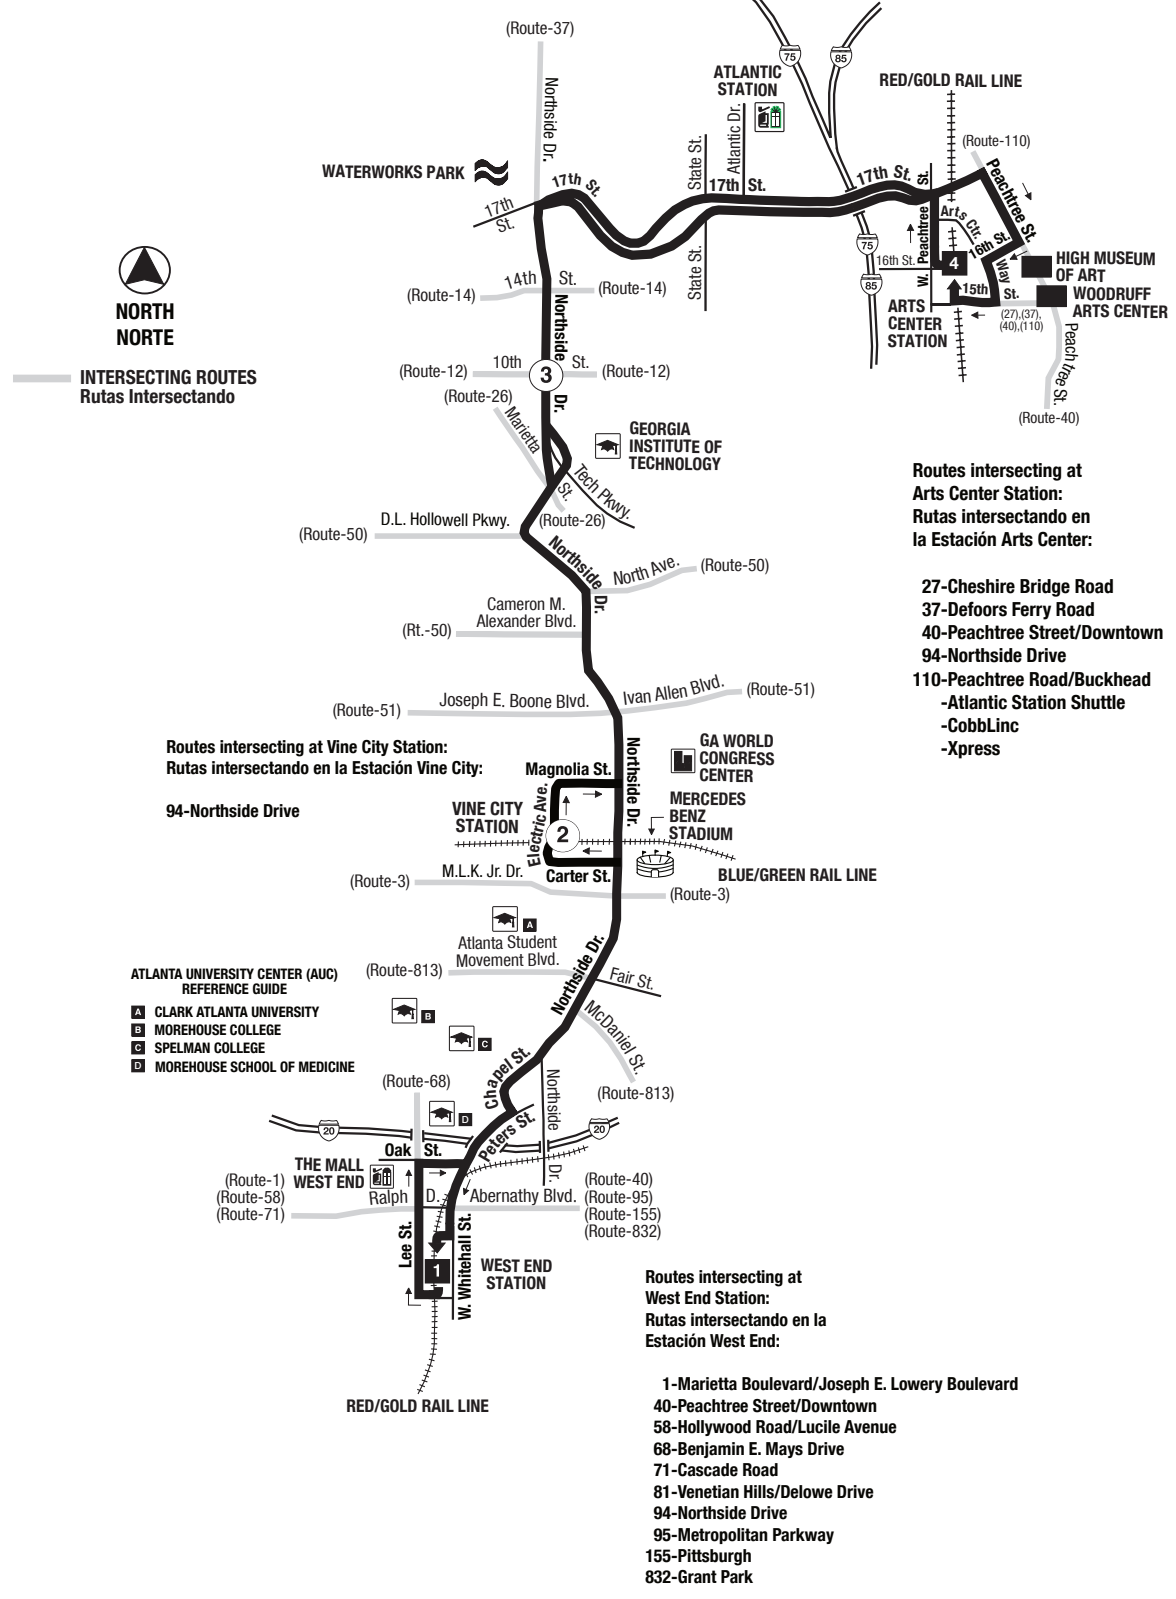 (Route-37)
75
85
ATLANTIC
STATION
RED/GOLD RAIL LINE
Northside Dr.
Atlantic Dr.
State St.
(Route-110)
WATERWORKS PARK
17th St.
17th St.
17th St.
17th
St.
Peachtree St.
W. Peachtree St.
Arts Ctr. Way
16th St.
16th St.
4
75
85
State St.
15th St.
HIGH MUSEUM
OF ART
WOODRUFF
ARTS CENTER
ARTS
CENTER
STATION
(27),(37),
(40),(110)
Peachtree St.
(Route-40)
NORTH
NORTE
INTERSECTING ROUTES
Rutas Intersectando
(Route-14)
14th St.
(Route-14)
Northside Dr.
(Route-12)
10th St.
(Route-12)
3
(Route-26)
Marietta St.
GEORGIA
INSTITUTE OF
TECHNOLOGY
Tech Pkwy.
(Route-26)
D.L. Hollowell Pkwy.
(Route-50)
Northside Dr.
North Ave.
(Route-50)
Cameron M.
Alexander Blvd.
(Rt.-50)
Joseph E. Boone Blvd.
Ivan Allen Blvd.
(Route-51)
(Route-51)
Routes intersecting at
Arts Center Station:
Rutas intersectando en
la Estación Arts Center:
27-Cheshire Bridge Road
37-Defoors Ferry Road
40-Peachtree Street/Downtown
94-Northside Drive
110-Peachtree Road/Buckhead
-Atlantic Station Shuttle
-CobbLinc
-Xpress
Routes intersecting at Vine City Station:
Rutas intersectando en la Estación Vine City:
94-Northside Drive
Northside Dr.
GA WORLD
CONGRESS
CENTER
Magnolia St.
Electric Ave.
VINE CITY
STATION
2
MERCEDES
BENZ
STADIUM
BLUE/GREEN RAIL LINE
Carter St.
M.L.K. Jr. Dr.
(Route-3)
(Route-3)
A
Atlanta Student
Movement Blvd.
(Route-813)
Northside Dr.
Fair St.
McDaniel St.
(Route-813)
ATLANTA UNIVERSITY CENTER (AUC)
REFERENCE GUIDE
A CLARK ATLANTA UNIVERSITY
B MOREHOUSE COLLEGE
C SPELMAN COLLEGE
D MOREHOUSE SCHOOL OF MEDICINE
B
C
Chapel St.
Northside Dr.
(Route-68)
D
Peters St.
20
20
Oak St.
THE MALL
WEST END
(Route-1)
(Route-58)
(Route-71)
Ralph D. Abernathy Blvd.
(Route-40)
(Route-95)
(Route-155)
(Route-832)
Lee St.
W. Whitehall St.
1
WEST END
STATION
RED/GOLD RAIL LINE
Routes intersecting at
West End Station:
Rutas intersectando en la
Estación West End:
1-Marietta Boulevard/Joseph E. Lowery Boulevard
40-Peachtree Street/Downtown
58-Hollywood Road/Lucile Avenue
68-Benjamin E. Mays Drive
71-Cascade Road
81-Venetian Hills/Delowe Drive
94-Northside Drive
95-Metropolitan Parkway
155-Pittsburgh
832-Grant Park